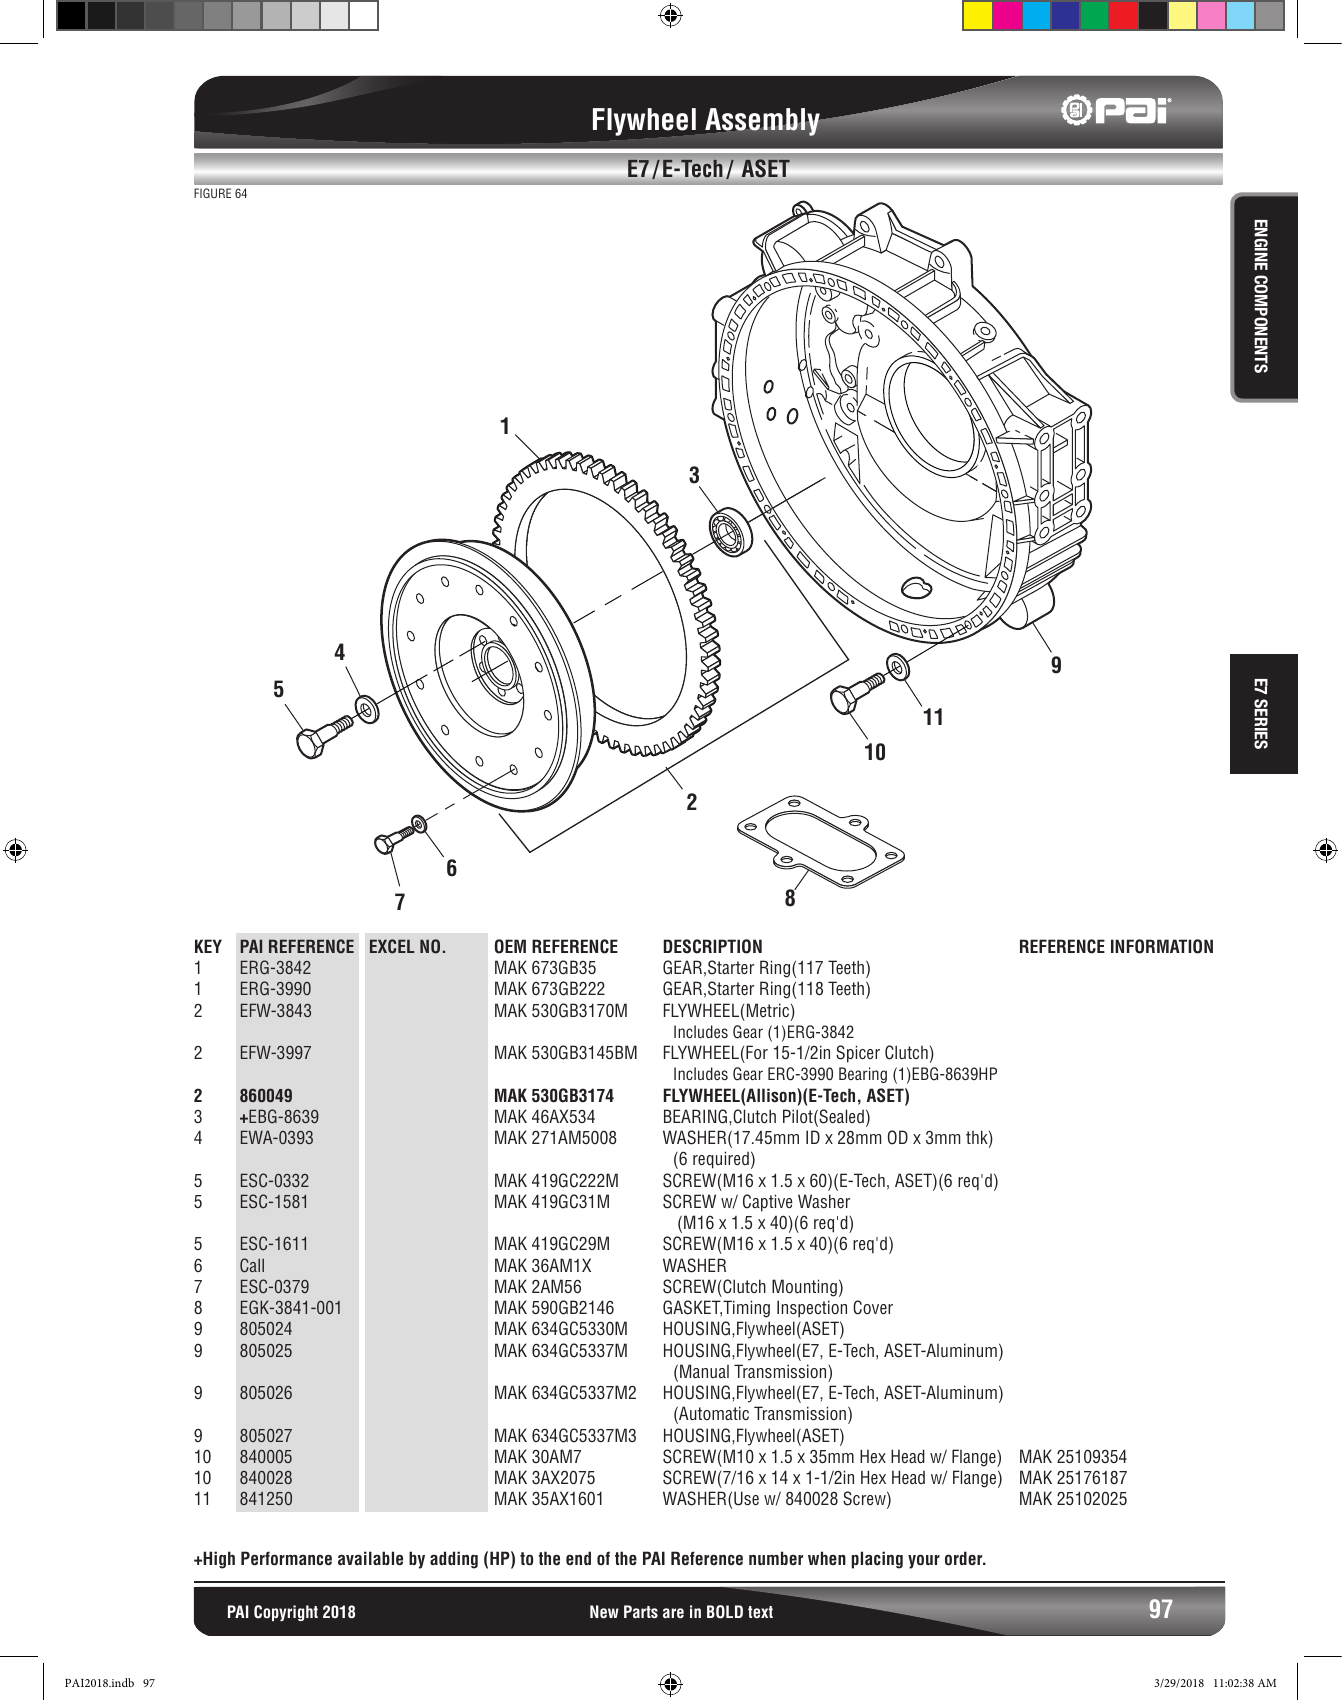 Flywheel Assembly
pai
E7/E-Tech/ ASET
FIGURE 64
ENGINE COMPONENTS
E7 SERIES
1
3
4
5
9
11
10
2
6
7
8
KEY PAI REFERENCE EXCEL NO. OEM REFERENCE DESCRIPTION REFERENCE INFORMATION
1 ERG-3842 MAK 673GB35 GEAR,Starter Ring(117 Teeth)
1 ERG-3990 MAK 673GB222 GEAR,Starter Ring(118 Teeth)
2 EFW-3843 MAK 530GB3170M FLYWHEEL(Metric)
Includes Gear (1)ERG-3842
2 EFW-3997 MAK 530GB3145BM FLYWHEEL(For 15-1/2in Spicer Clutch)
Includes Gear ERC-3990 Bearing (1)EBG-8639HP
2 860049 MAK 530GB3174 FLYWHEEL(Allison)(E-Tech, ASET)
3 +EBG-8639 MAK 46AX534 BEARING,Clutch Pilot(Sealed)
4 EWA-0393 MAK 271AM5008 WASHER(17.45mm ID x 28mm OD x 3mm thk)
(6 required)
5 ESC-0332 MAK 419GC222M SCREW(M16 x 1.5 x 60)(E-Tech, ASET)(6 req'd)
5 ESC-1581 MAK 419GC31M SCREW w/ Captive Washer
(M16 x 1.5 x 40)(6 req'd)
5 ESC-1611 MAK 419GC29M SCREW(M16 x 1.5 x 40)(6 req'd)
6 Call MAK 36AM1X WASHER
7 ESC-0379 MAK 2AM56 SCREW(Clutch Mounting)
8 EGK-3841-001 MAK 590GB2146 GASKET,Timing Inspection Cover
9 805024 MAK 634GC5330M HOUSING,Flywheel(ASET)
9 805025 MAK 634GC5337M HOUSING,Flywheel(E7, E-Tech, ASET-Aluminum)
(Manual Transmission)
9 805026 MAK 634GC5337M2 HOUSING,Flywheel(E7, E-Tech, ASET-Aluminum)
(Automatic Transmission)
9 805027 MAK 634GC5337M3 HOUSING,Flywheel(ASET)
10 840005 MAK 30AM7 SCREW(M10 x 1.5 x 35mm Hex Head w/ Flange) MAK 25109354
10 840028 MAK 3AX2075 SCREW(7/16 x 14 x 1-1/2in Hex Head w/ Flange) MAK 25176187
11 841250 MAK 35AX1601 WASHER(Use w/ 840028 Screw) MAK 25102025
+High Performance available by adding (HP) to the end of the PAI Reference number when placing your order.
PAI Copyright 2018 New Parts are in BOLD text 97
PAI2018.indb 97 3/29/2018 11:02:38 AM